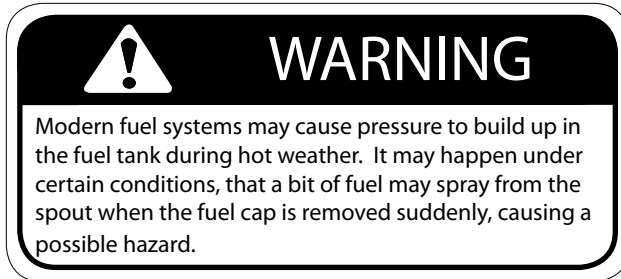 WARNING
Modern fuel systems may cause pressure to build up in
the fuel tank during hot weather.  It may happen under
certain conditions, that a bit of fuel may spray from the
spout when the fuel cap is removed suddenly, causing a
possible hazard.